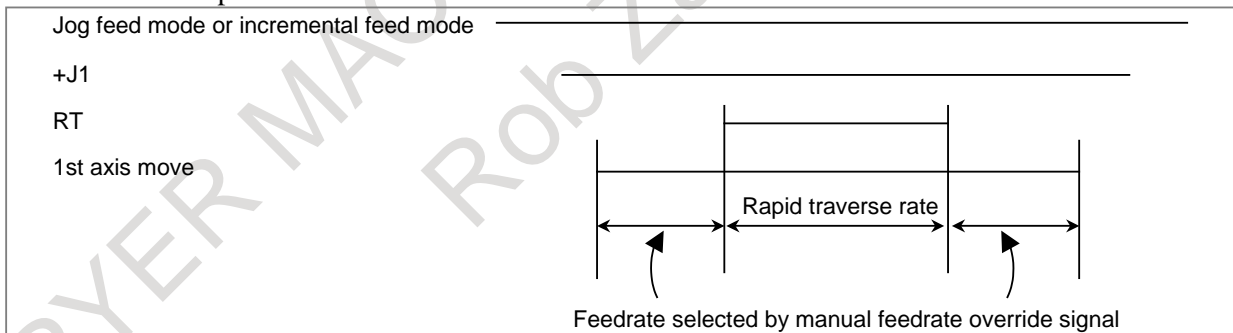 Jog feed mode or incremental feed mode
+J1
RT
1st axis move
Rapid traverse rate
Feedrate selected by manual feedrate override signal